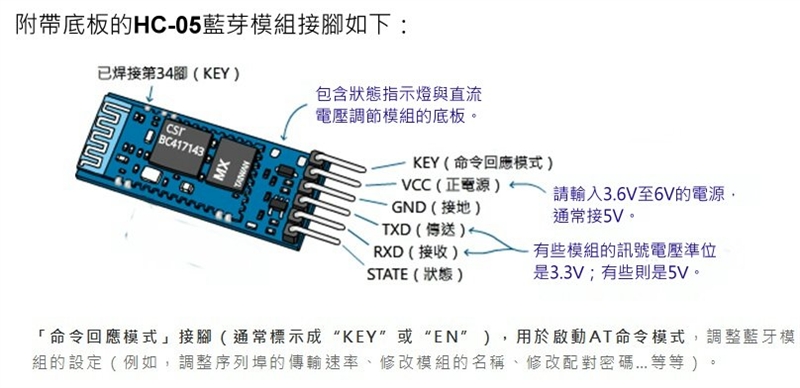 附帶底板的HC-05藍芽模組接腳如下：
已焊接第34腳（KEY）
包含狀態指示燈與直流
電壓調節模組的底板。
CSr
BC417143
MX
TAIWAN
KEY（命令回應模式）
VCC（正電源）
GND（接地）
TXD（傳送）
RXD（接收）
STATE（狀態）
請輸入3.6V至6V的電源，
通常接5V。
有些模組的訊號電壓準位
是3.3V；有些則是5V。
「命令回應模式」接腳（通常標示成“KEY”或“EN”），用於啟動AT命令模式，調整藍牙模
組的設定（例如，調整序列埠的傳輸速率、修改模組的名稱、修改配對密碼…等等）。